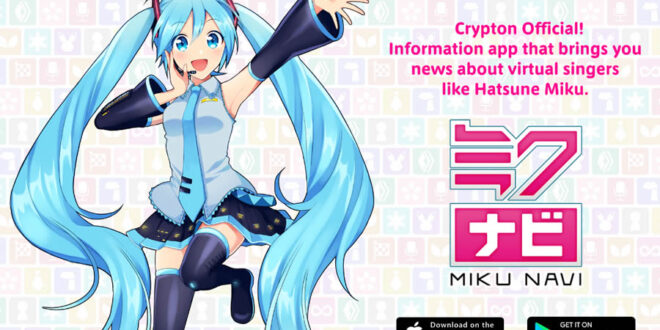 Crypton Official!
Information app that brings you
news about virtual singers
like Hatsune Miku.
ミク
ナビ
MIKU NAVI
Download on the
GET IT ON